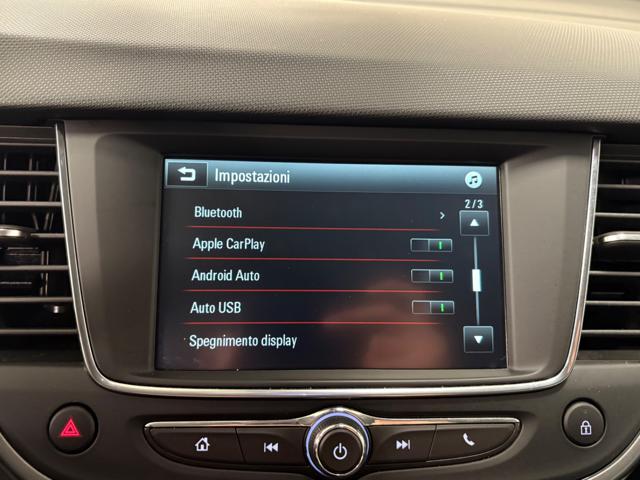 Impostazioni
2/3
Bluetooth
Apple CarPlay
Android Auto
Auto USB
Spegnimento display